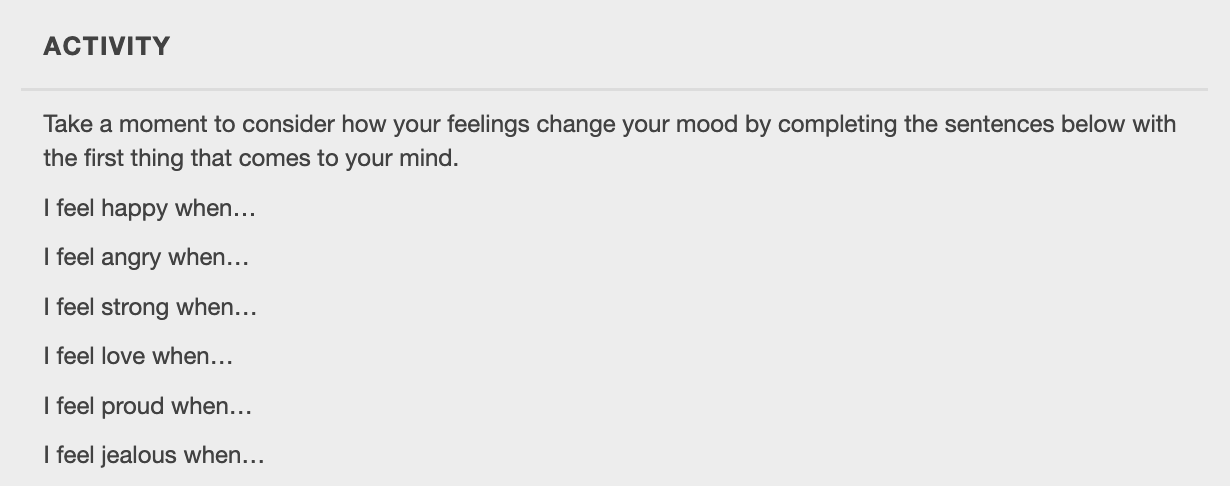 ACTIVITY
Take a moment to consider how your feelings change your mood by completing the sentences below with
the first thing that comes to your mind.
I feel happy when…
I feel angry when…
I feel strong when…
I feel love when…
I feel proud when…
I feel jealous when…